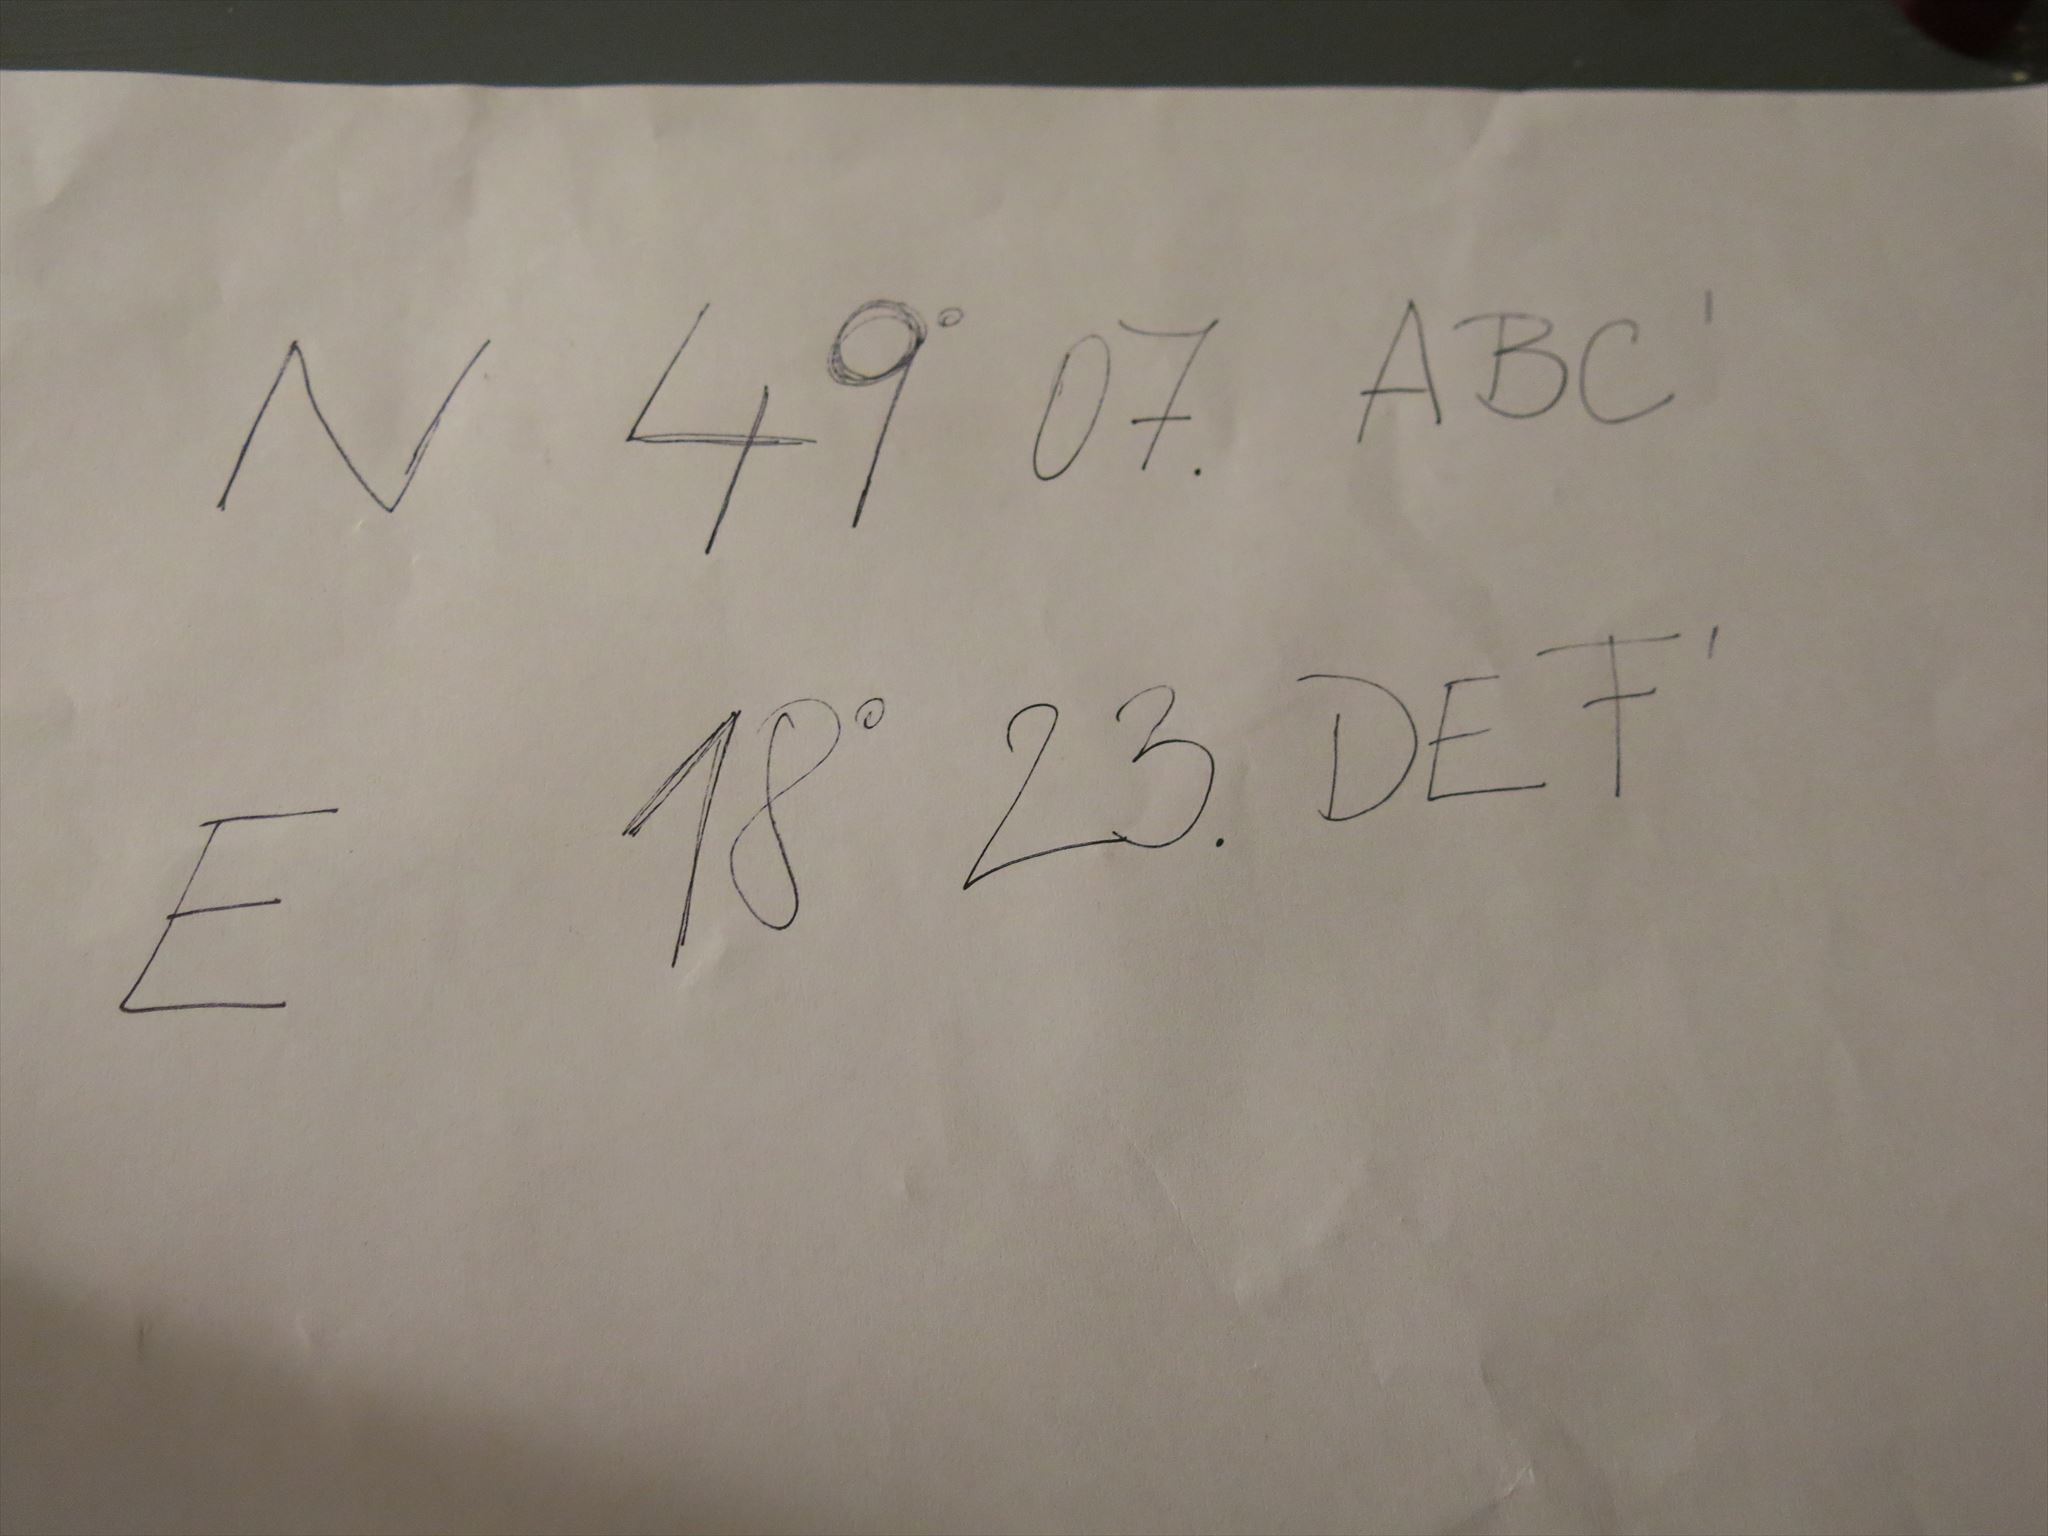 N 49° 07. ABC'
E 18° 23. DEF'